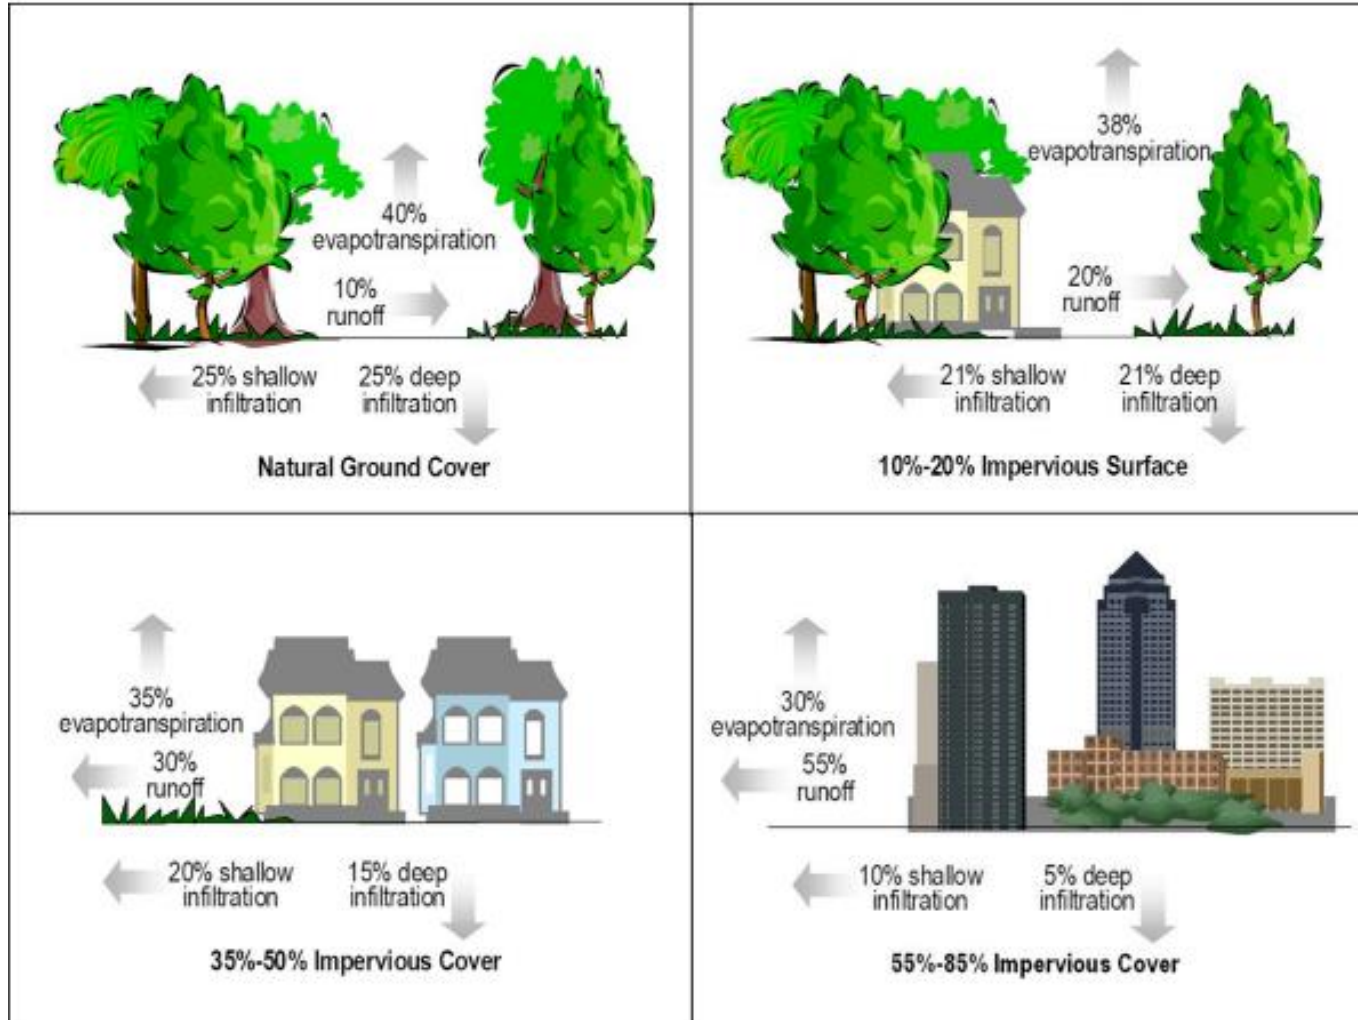 40%
evapotranspiration
10%
runoff
25% shallow
infiltration
25% deep
infiltration
Natural Ground Cover
38%
evapotranspiration
20%
runoff
21% shallow
infiltration
21% deep
infiltration
10%-20% Impervious Surface
35%
evapotranspiration
30%
runoff
20% shallow
infiltration
15% deep
infiltration
35%-50% Impervious Cover
30%
evapotranspiration
55%
runoff
10% shallow
infiltration
5% deep
infiltration
55%-85% Impervious Cover